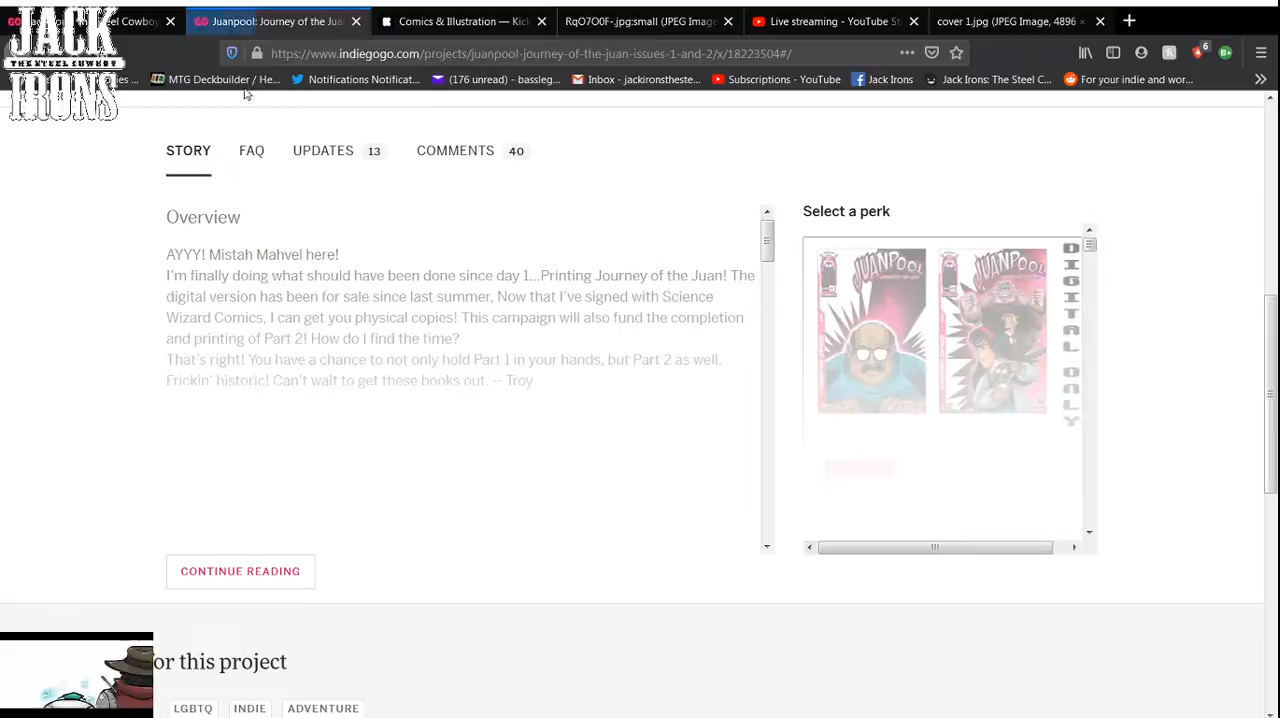 JACK
THE STEEL COWBOY
IRONS
eel Cowboy
Juanpool: Journey of the Jua
Comics & Illustration — Kick
RqO7O0F-.jpg:small (JPEG Image
Live streaming - YouTube S
cover 1.jpg (JPEG Image, 4896 ×
https://www.indiegogo.com/projects/juanpool-journey-of-the-juan-issues-1-and-2/x/18223504#/
6
MTG Deckbuilder / He...
Notifications Notificat...
(176 unread) - bassleg...
Inbox - jackironstheste...
Subscriptions - YouTube
Jack Irons
Jack Irons: The Steel C...
For your indie and wor...
STORY
FAQ
UPDATES 13
COMMENTS 40
Overview
AYYY! Mistah Mahvel here!
I'm finally doing what should have been done since day 1...Printing Journey of the Juan! The
digital version has been for sale since last summer, Now that I've signed with Science
Wizard Comics, I can get you physical copies! This campaign will also fund the completion
and printing of Part 2! How do I find the time?
That's right! You have a chance to not only hold Part 1 in your hands, but Part 2 as well.
Frickin' historic! Can't wait to get these books out. -- Troy
Select a perk
JUANPOOL
JUANPOOL
DIGITAL ONLY
CONTINUE READING
or this project
LGBTQ
INDIE
ADVENTURE